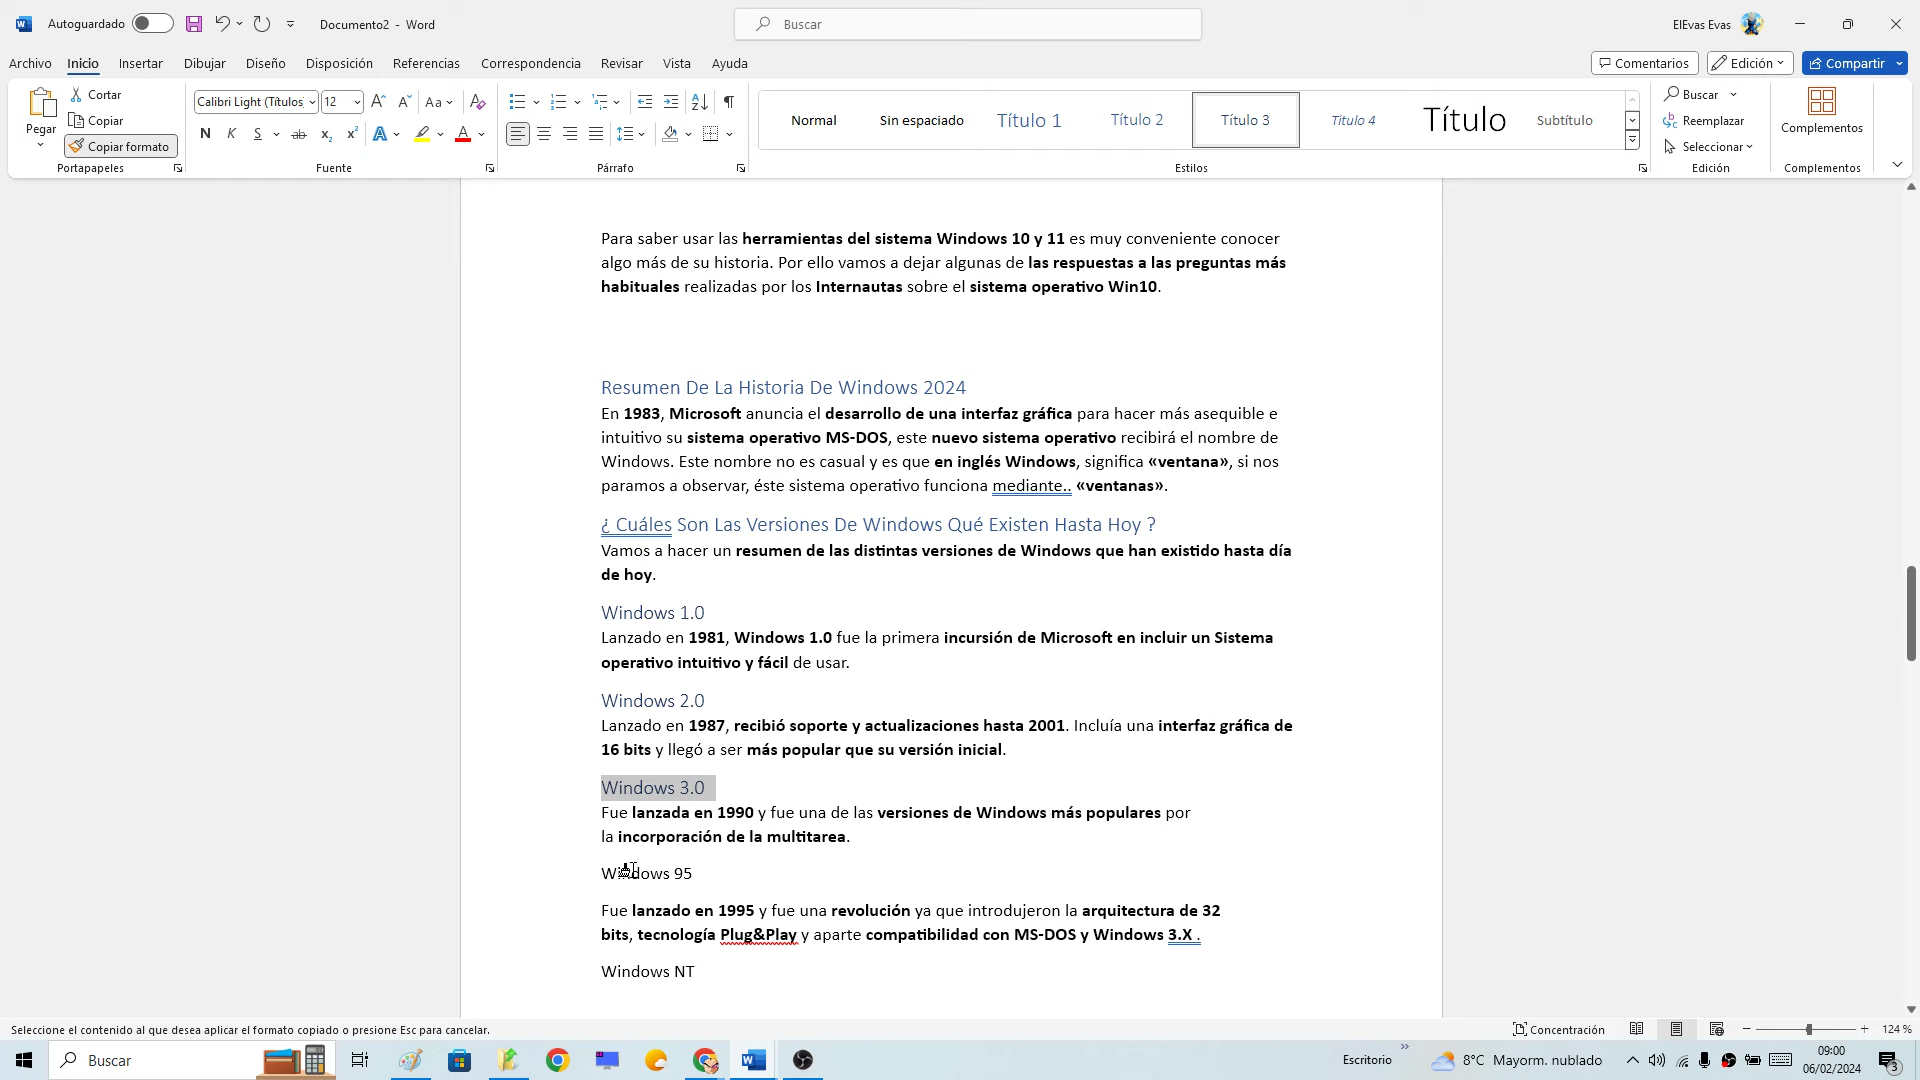 Autoguardado
Documento2 - Word
Buscar
ElEvas Evas
Archivo
Inicio
Insertar
Dibujar
Diseño
Disposición
Referencias
Correspondencia
Revisar
Vista
Ayuda
Comentarios
Edición
Compartir
Pegar
Cortar
Copiar
Copiar formato
Portapapeles
Calibri Light (Títulos
12
Fuente
Párrafo
Normal
Sin espaciado
Título 1
Título 2
Título 3
Título 4
Título
Subtítulo
Estilos
Buscar
Reemplazar
Seleccionar
Edición
Complementos
Complementos
Para saber usar las herramientas del sistema Windows 10 y 11 es muy conveniente conocer
algo más de su historia. Por ello vamos a dejar algunas de las respuestas a las preguntas más
habituales realizadas por los Internautas sobre el sistema operativo Win10.
Resumen De La Historia De Windows 2024
En 1983, Microsoft anuncia el desarrollo de una interfaz gráfica para hacer más asequible e
intuitivo su sistema operativo MS-DOS, este nuevo sistema operativo recibirá el nombre de
Windows. Este nombre no es casual y es que en inglés Windows, significa «ventana», si nos
paramos a observar, éste sistema operativo funciona mediante.. «ventanas».
¿ Cuáles Son Las Versiones De Windows Qué Existen Hasta Hoy ?
Vamos a hacer un resumen de las distintas versiones de Windows que han existido hasta día
de hoy.
Windows 1.0
Lanzado en 1981, Windows 1.0 fue la primera incursión de Microsoft en incluir un Sistema
operativo intuitivo y fácil de usar.
Windows 2.0
Lanzado en 1987, recibió soporte y actualizaciones hasta 2001. Incluía una interfaz gráfica de
16 bits y llegó a ser más popular que su versión inicial.
Windows 3.0
Fue lanzada en 1990 y fue una de las versiones de Windows más populares por
la incorporación de la multitarea.
Windows 95
Fue lanzado en 1995 y fue una revolución ya que introdujeron la arquitectura de 32
bits, tecnología Plug&Play y aparte compatibilidad con MS-DOS y Windows 3.X .
Windows NT
Seleccione el contenido al que desea aplicar el formato copiado o presione Esc para cancelar.
Concentración
124 %
Buscar
Escritorio
8°C Mayorm. nublado
09:00
06/02/2024
3